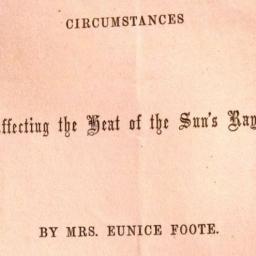 CIRCUMSTANCES
ffecting the Heat of the Sun's Ray
BY MRS. EUNICE FOOTE.